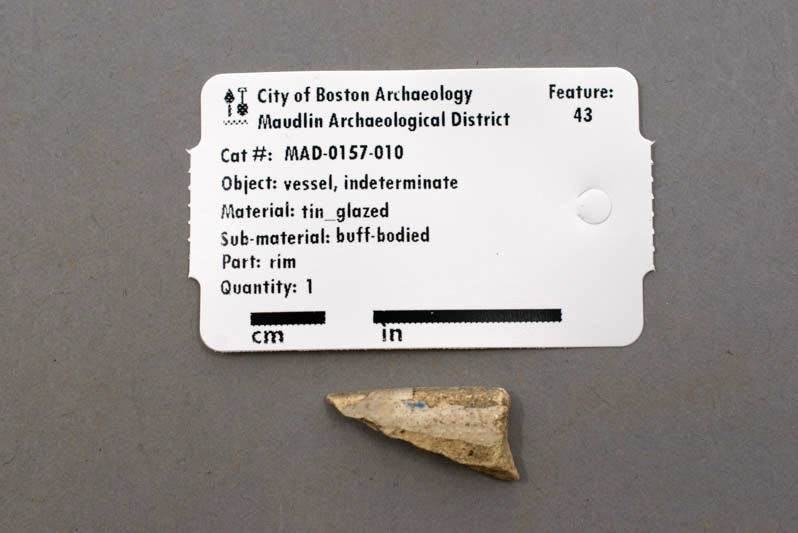 City of Boston Archaeology
Maudlin Archaeological District
Feature:
43
Cat #: MAD-0157-010
Object: vessel, indeterminate
Material: tin_glazed
Sub-material: buff-bodied
Part: rim
Quantity: 1
cm
in